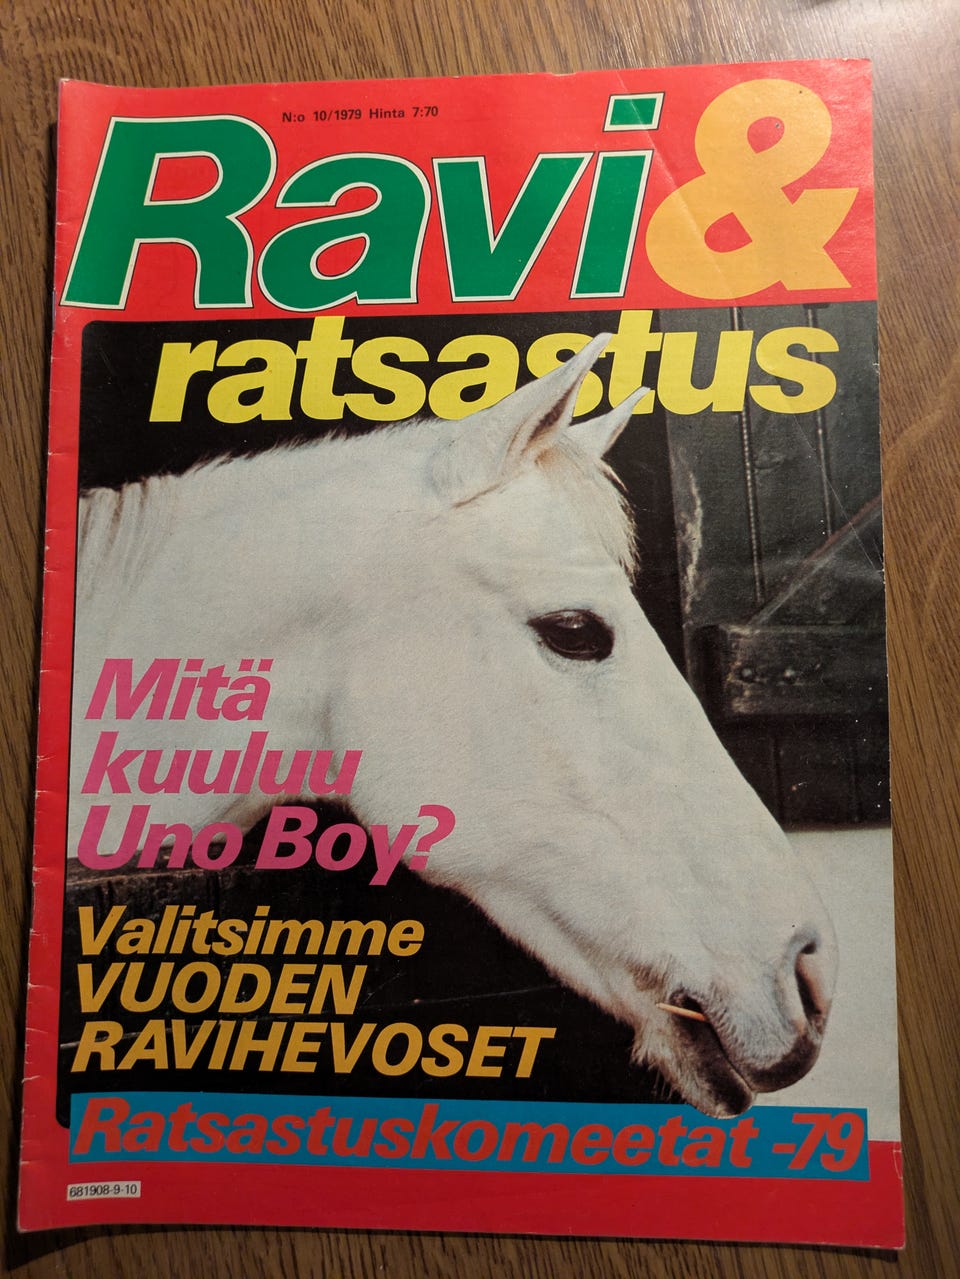 N:o 10/1979 Hinta 7:70
Ravi &
ratsastus
Mitä
kuuluu
Uno Boy?
Valitsimme
VUODEN
RAVIHEVOSET
Ratsastuskomeetat -79
681908-9-10